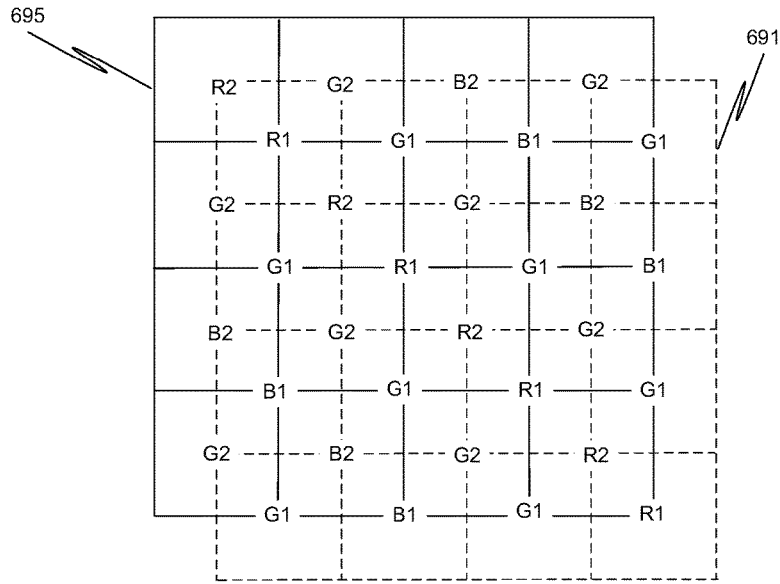 695
691
R2 G2 B2 G2
R1 G1 B1 G1
G2 R2 G2 B2
G1 R1 G1 B1
B2 G2 R2 G2
B1 G1 R1 G1
G2 B2 G2 R2
G1 B1 G1 R1